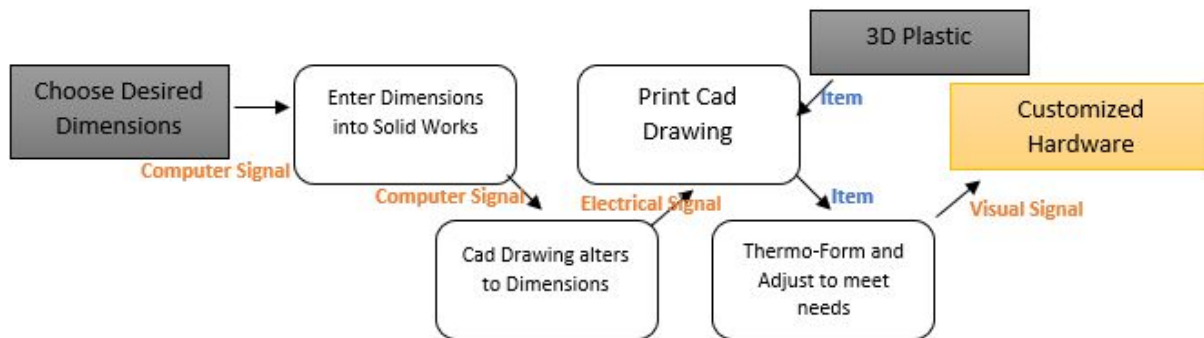 Choose Desired
Dimensions
Computer Signal
Enter Dimensions
into Solid Works
Computer Signal
Cad Drawing alters
to Dimensions
Electrical Signal
Print Cad
Drawing
3D Plastic
Item
Item
Thermo-Form and
Adjust to meet
needs
Visual Signal
Customized
Hardware